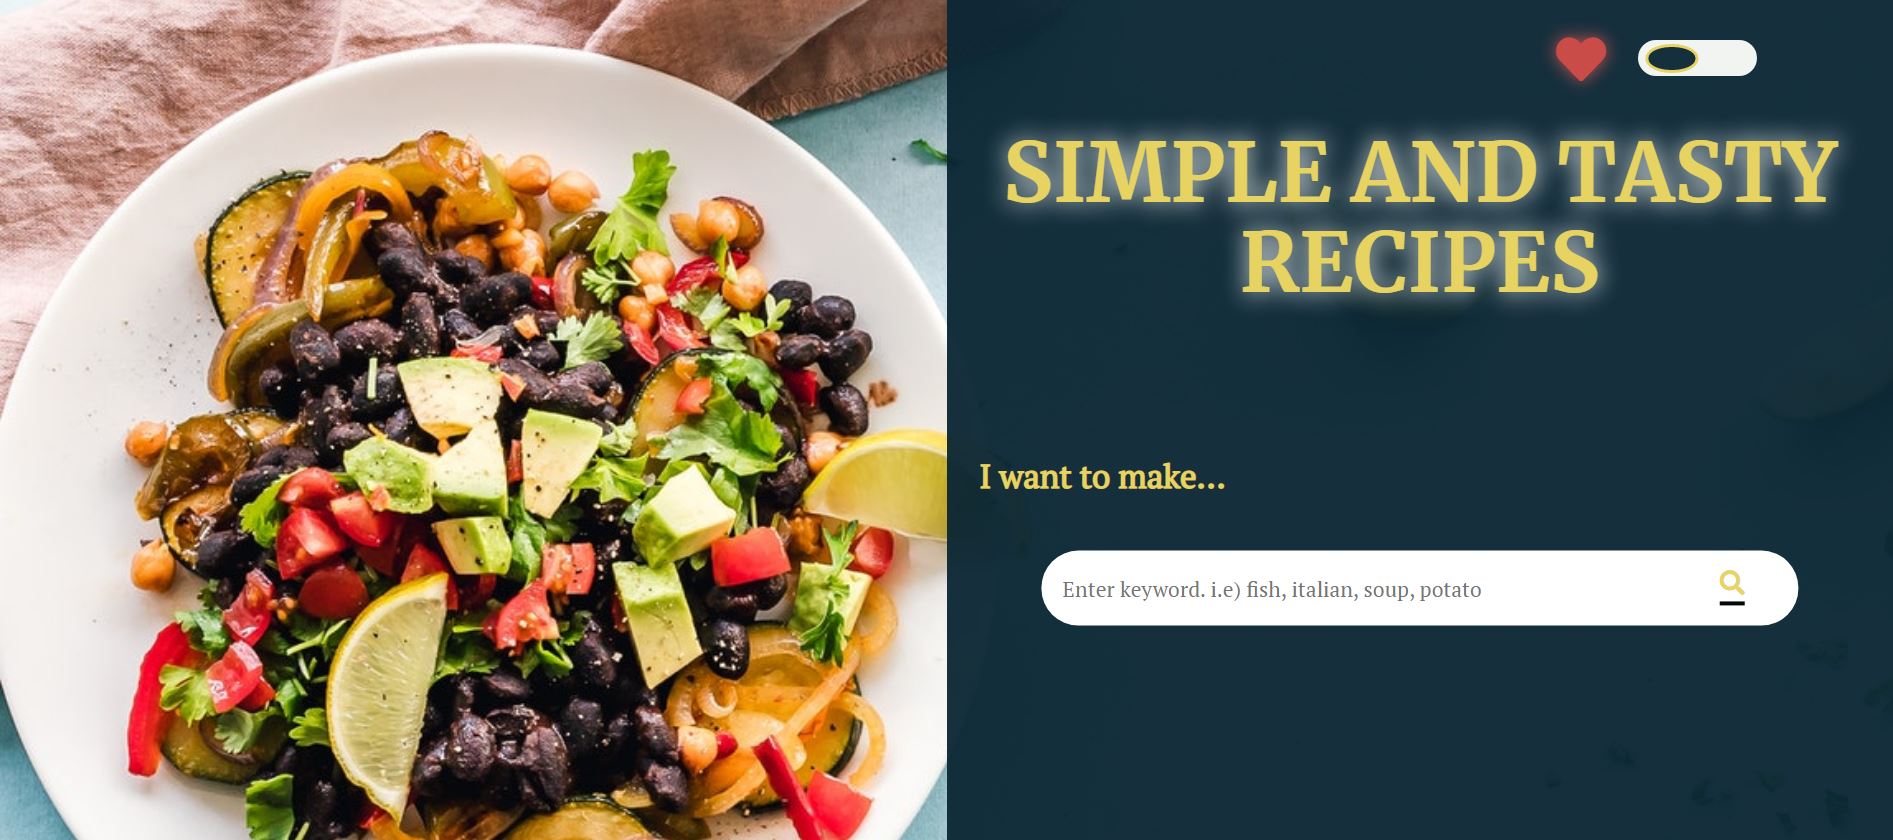 SIMPLE AND TASTY
RECIPES
I want to make...
Enter keyword. i.e) fish, italian, soup, potato